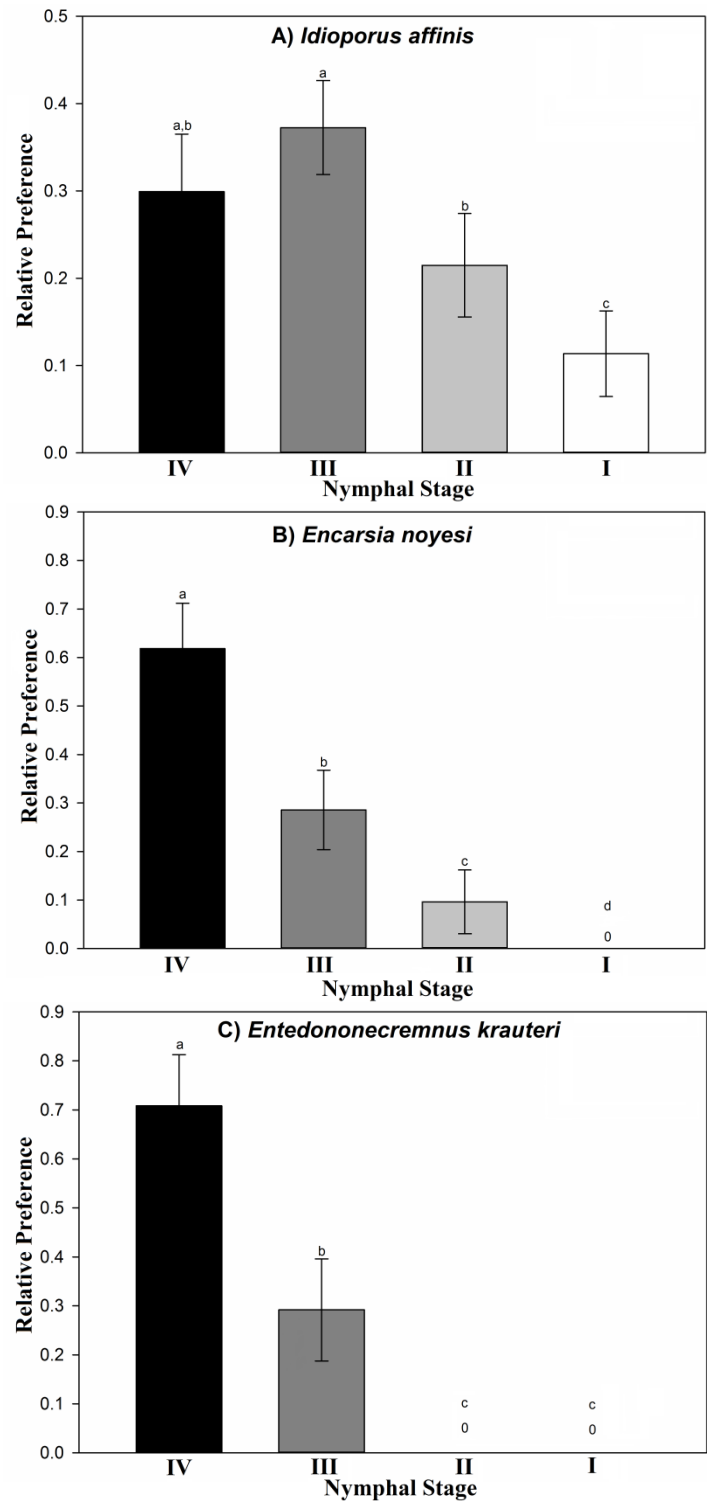 A) Idioporus affinis
Relative Preference
0.5
0.4
0.3
0.2
0.1
0.0
a,b
a
b
c
IV III II I
Nymphal Stage
B) Encarsia noyesi
Relative Preference
0.9
0.8
0.7
0.6
0.5
0.4
0.3
0.2
0.1
0.0
a
b
c
d
0
IV III II I
Nymphal Stage
C) Entedononecremnus krauteri
Relative Preference
0.9
0.8
0.7
0.6
0.5
0.4
0.3
0.2
0.1
0.0
a
b
c c
0 0
IV III II I
Nymphal Stage